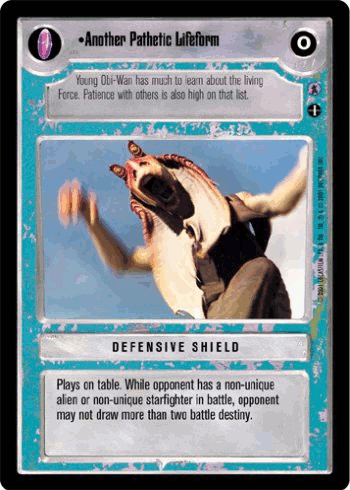 •Another Pathetic Lifeform
Young Obi-Wan has much to learn about the living
Force. Patience with others is also high on that list.
DEFENSIVE SHIELD
Plays on table. While opponent has a non-unique
alien or non-unique starfighter in battle, opponent
may not draw more than two battle destiny.